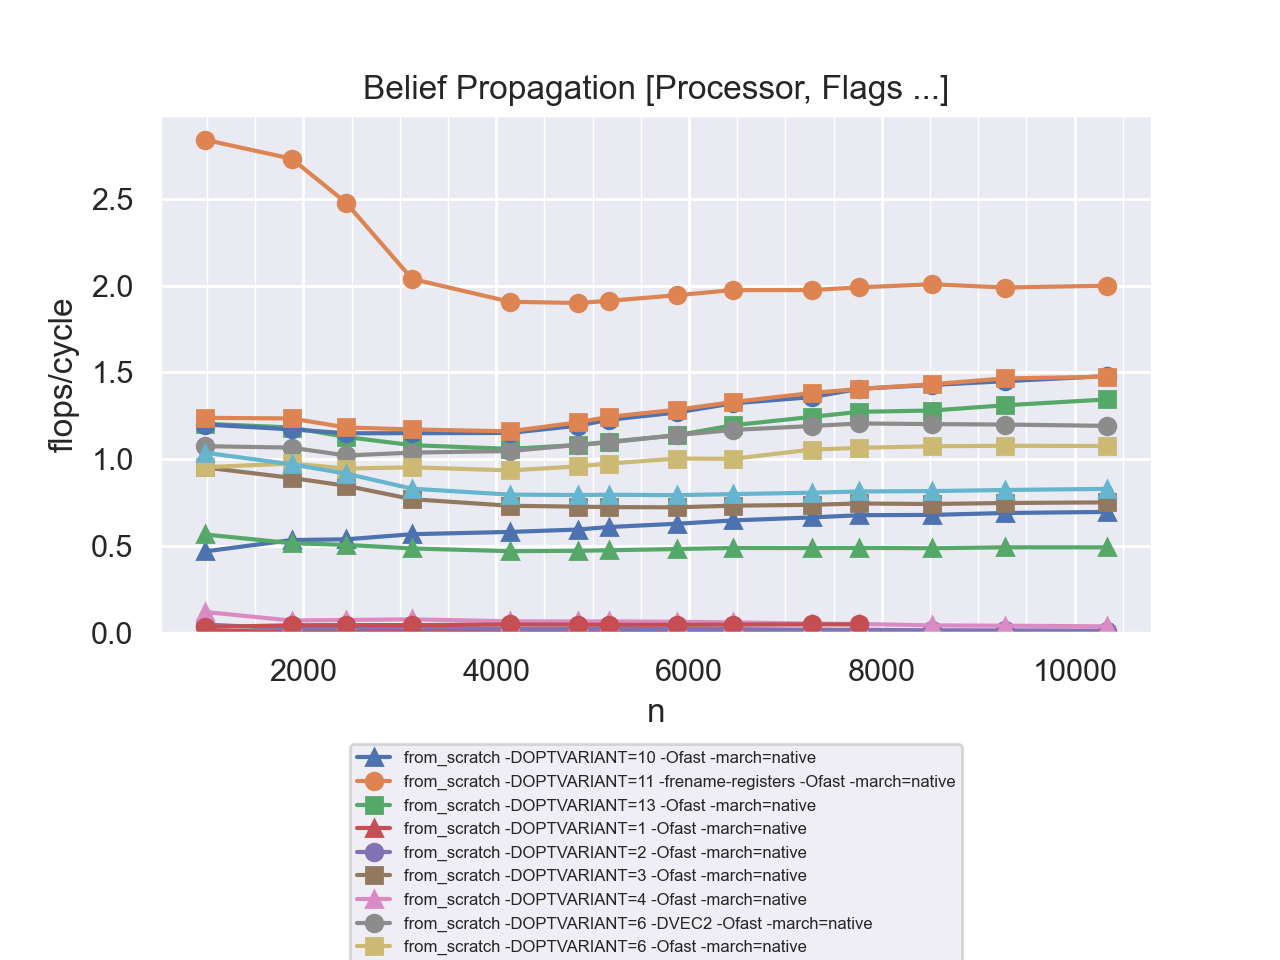 Belief Propagation [Processor, Flags ...]
flops/cycle
2.5
2.0
1.5
1.0
0.5
0.0
2000 4000 6000 8000 10000
n
from_scratch -DOPTVARIANT=10 -Ofast -march=native
from_scratch -DOPTVARIANT=11 -frename-registers -Ofast -march=native
from_scratch -DOPTVARIANT=13 -Ofast -march=native
from_scratch -DOPTVARIANT=1 -Ofast -march=native
from_scratch -DOPTVARIANT=2 -Ofast -march=native
from_scratch -DOPTVARIANT=3 -Ofast -march=native
from_scratch -DOPTVARIANT=4 -Ofast -march=native
from_scratch -DOPTVARIANT=6 -DVEC2 -Ofast -march=native
from_scratch -DOPTVARIANT=6 -Ofast -march=native